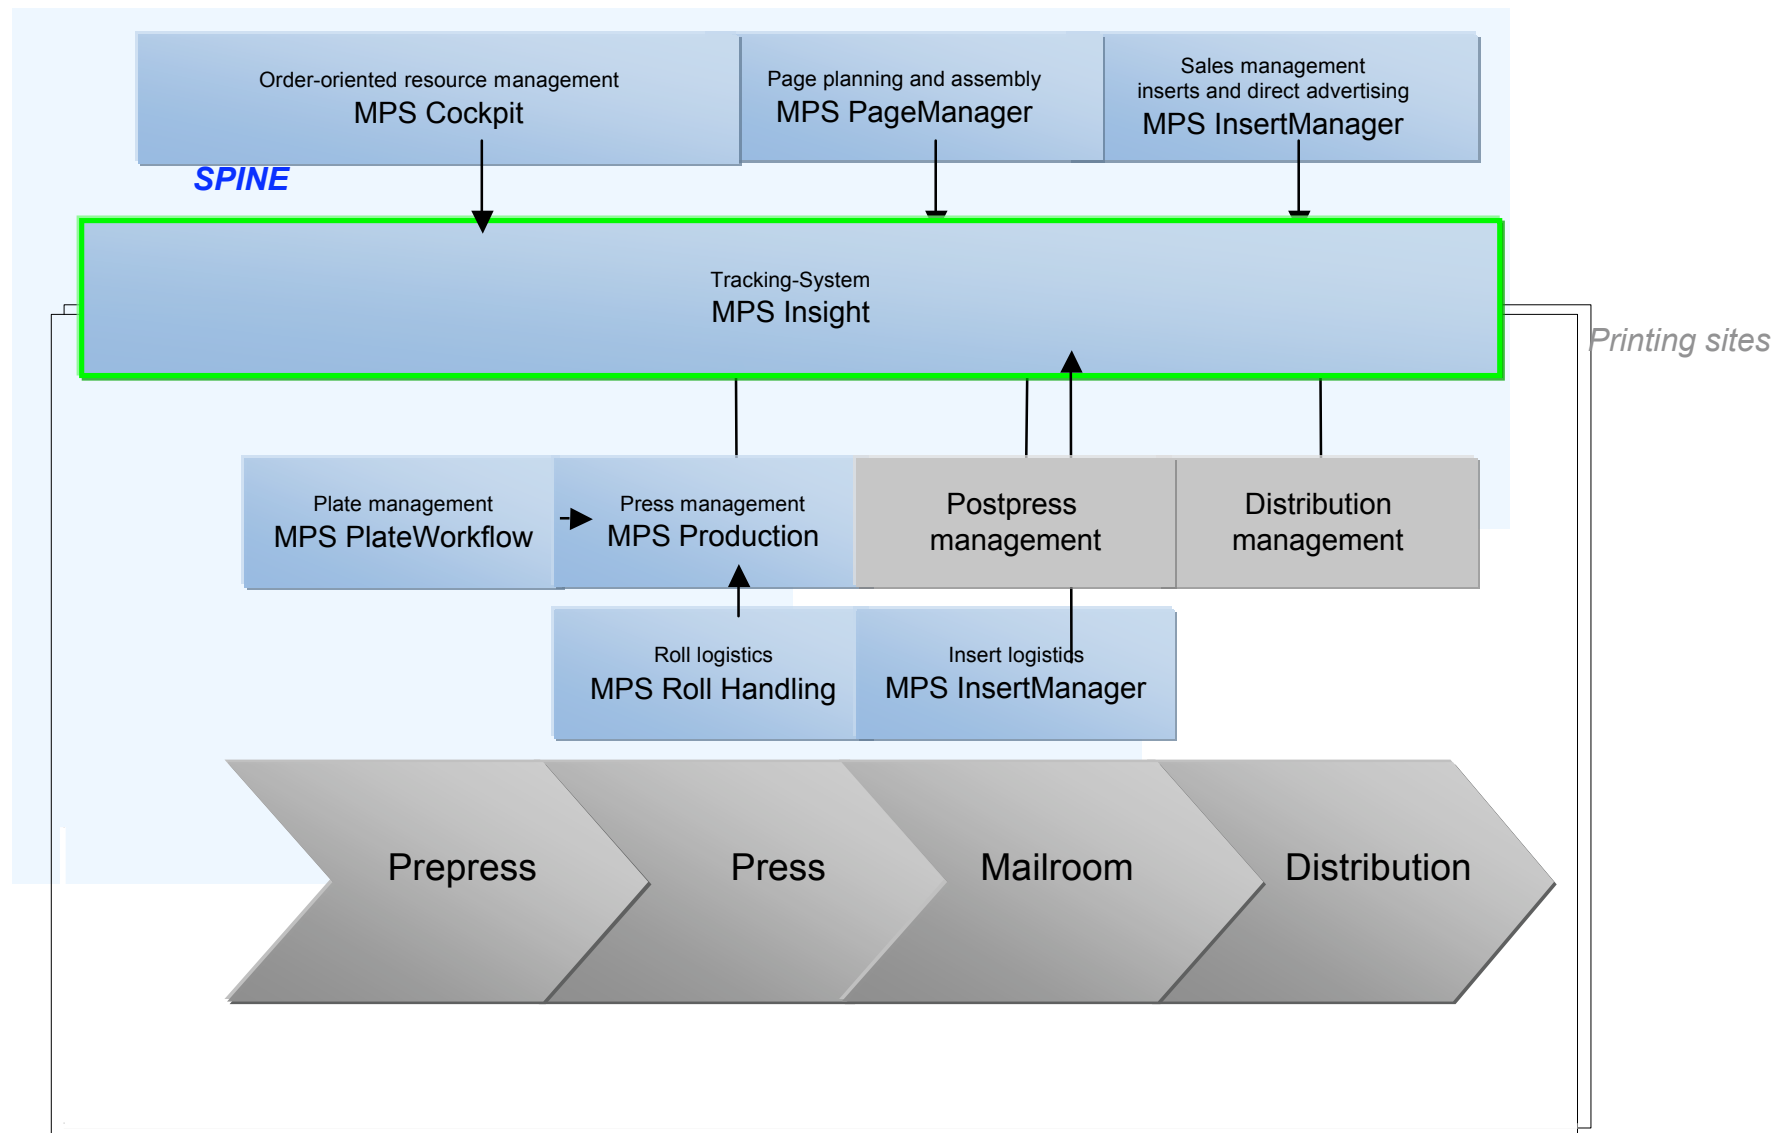 Order-oriented resource management
MPS Cockpit
Page planning and assembly
MPS PageManager
Sales management
inserts and direct advertising
MPS InsertManager
SPINE
Tracking-System
MPS Insight
Printing sites
Plate management
MPS PlateWorkflow
Press management
MPS Production
Postpress
management
Distribution
management
Roll logistics
MPS Roll Handling
Insert logistics
MPS InsertManager
Prepress
Press
Mailroom
Distribution